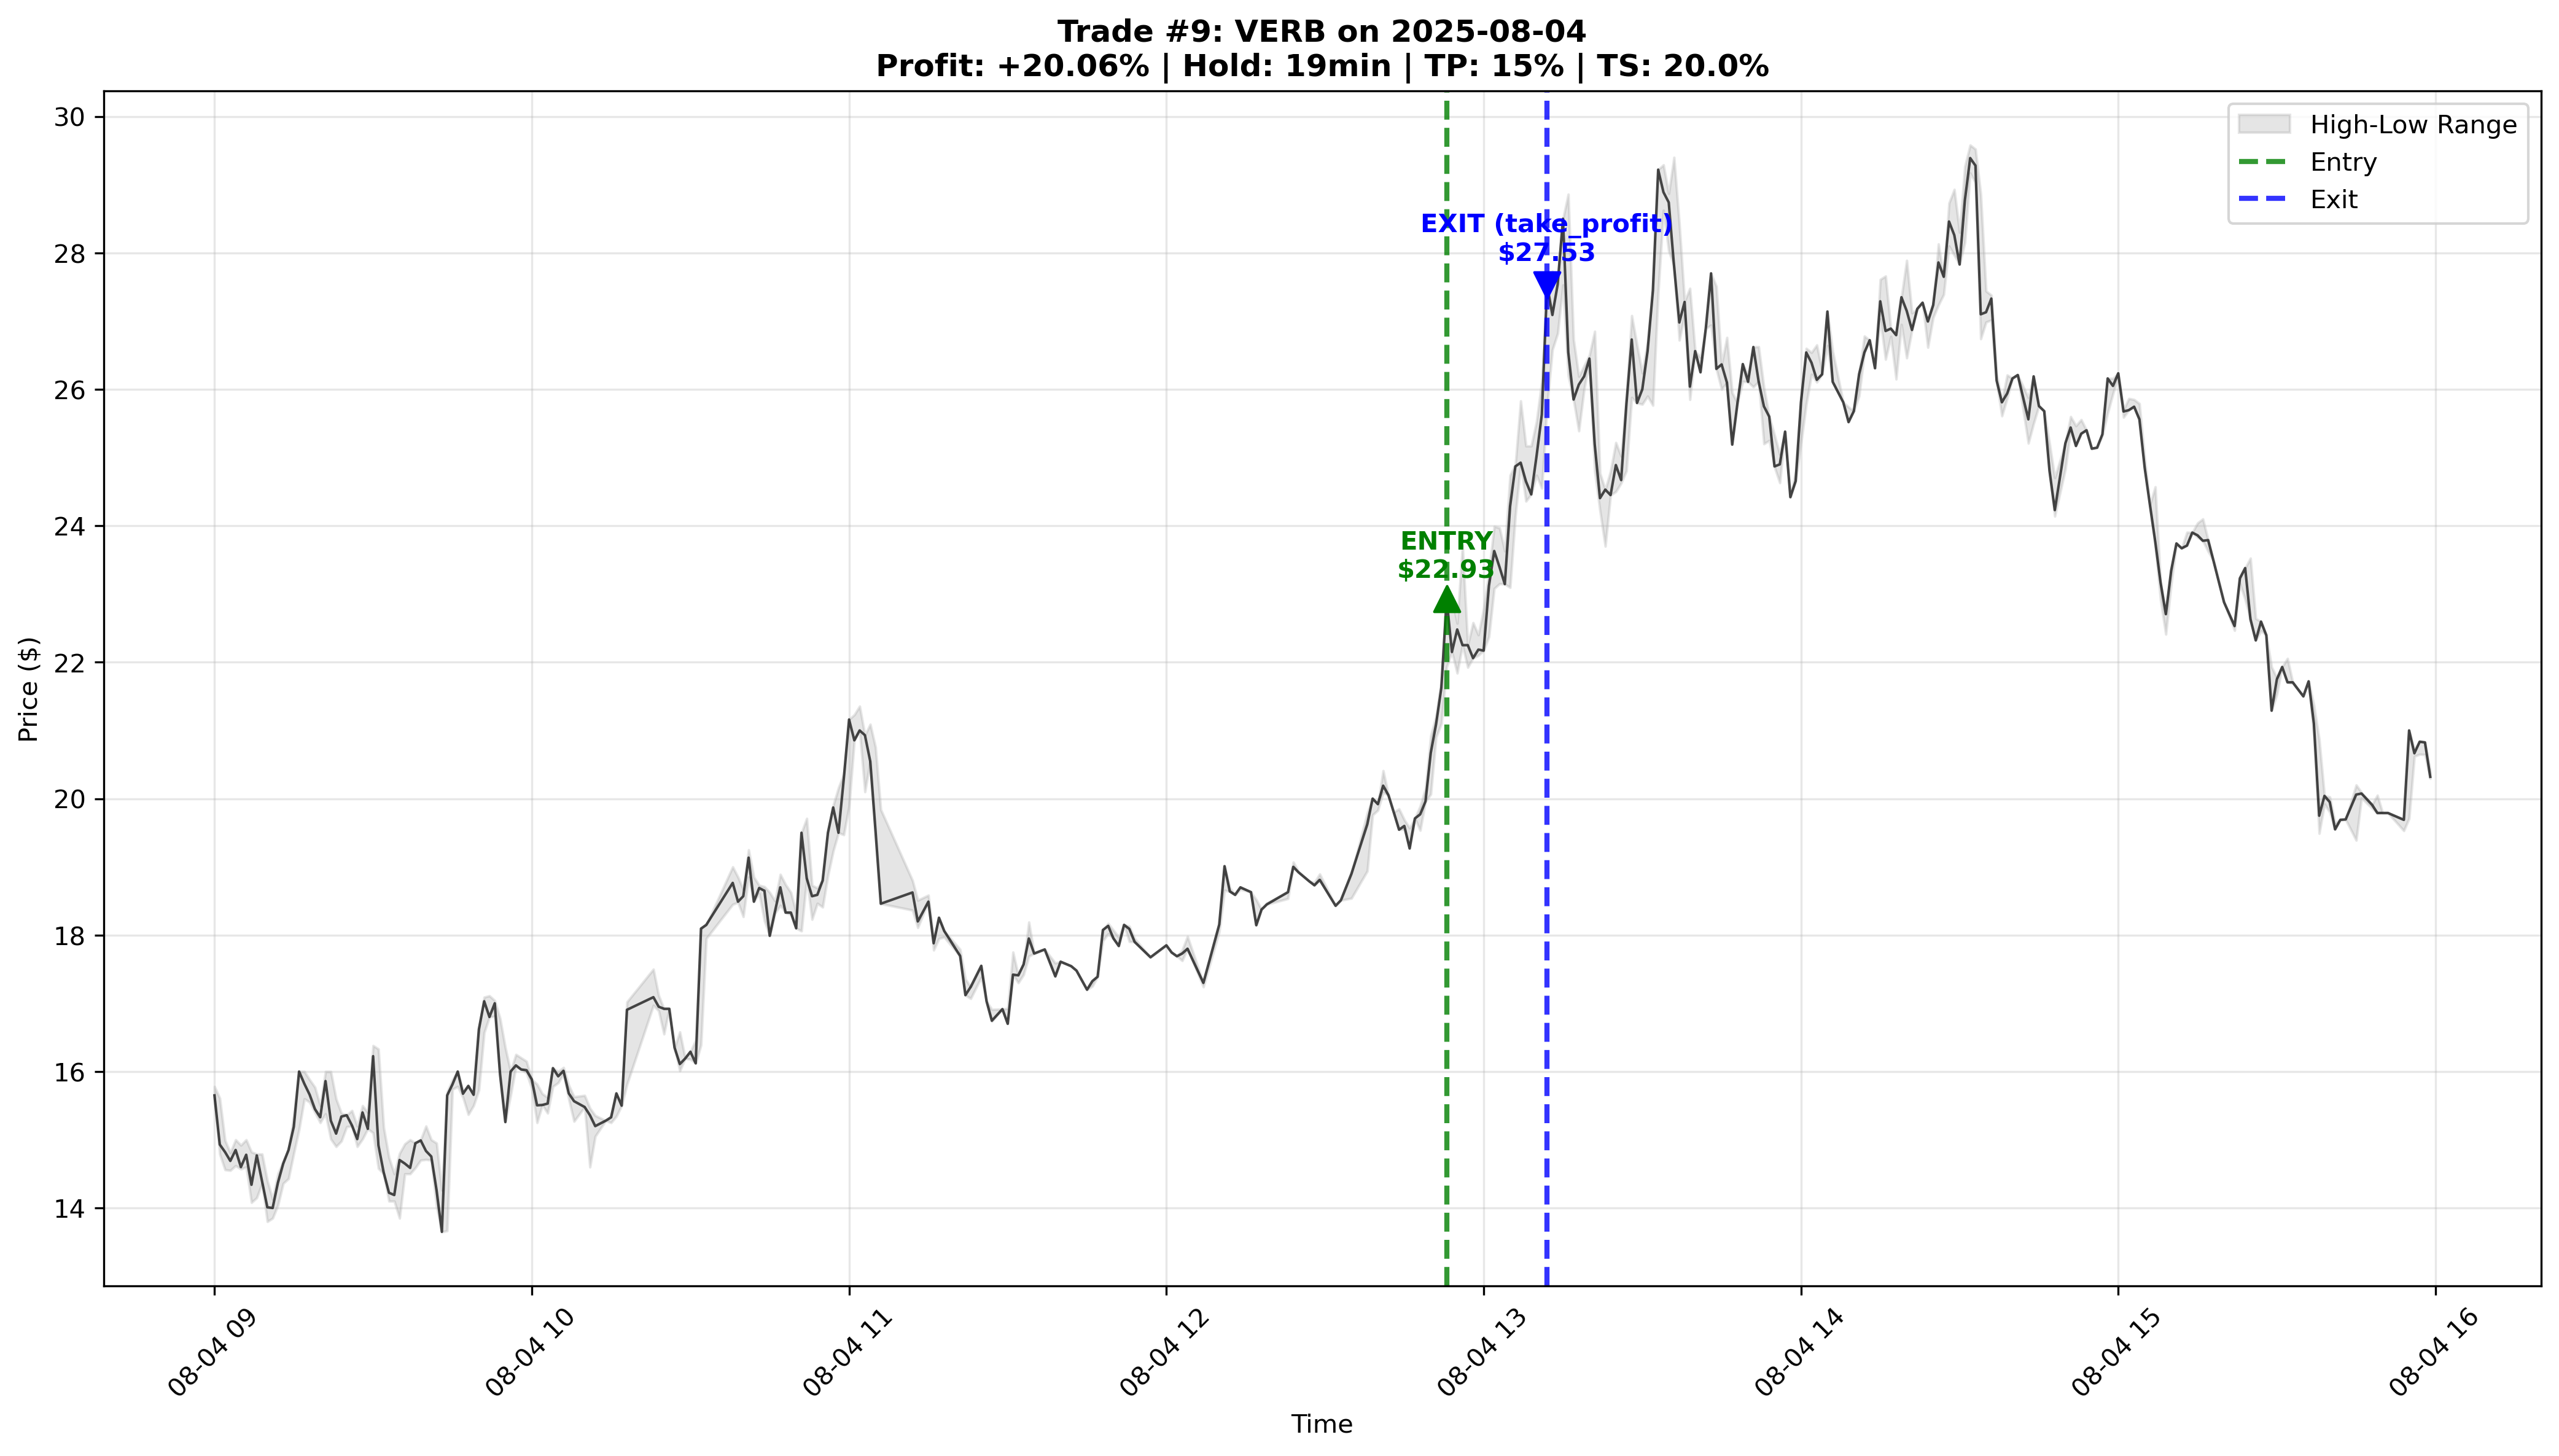 Trade #9: VERB on 2025-08-04
Profit: +20.06% | Hold: 19min | TP: 15% | TS: 20.0%
High-Low Range
Entry
Exit
EXIT (take_profit)
$27.53
ENTRY
$22.93
Price ($)
30
28
26
24
22
20
18
16
14
08-04 09
08-04 10
08-04 11
08-04 12
08-04 13
08-04 14
08-04 15
08-04 16
Time